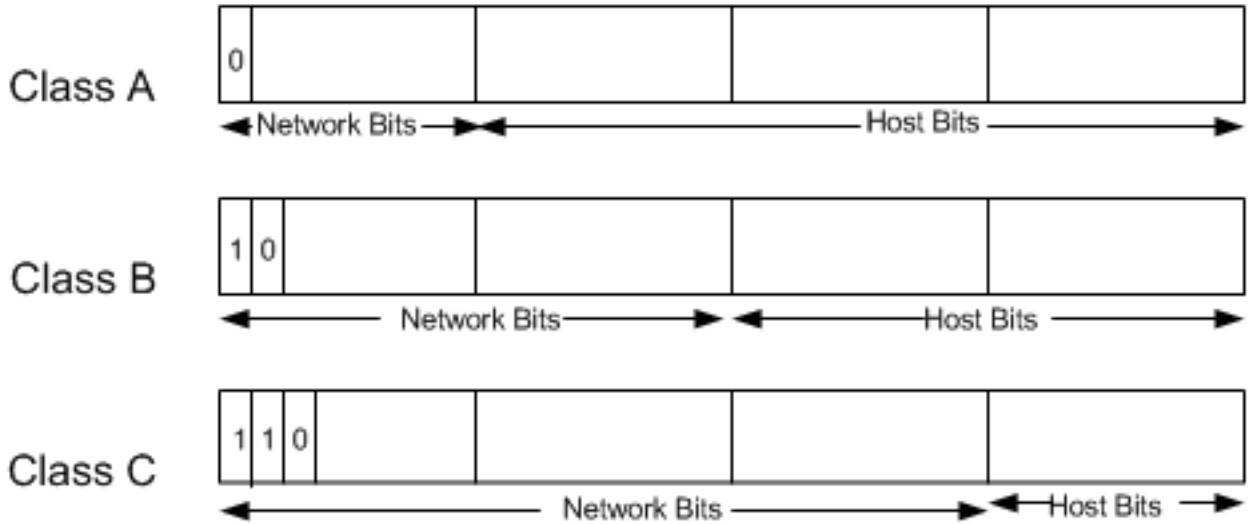 0
Class A
Network Bits Host Bits
1 0
Class B
Network Bits Host Bits
1 1 0
Class C
Network Bits Host Bits